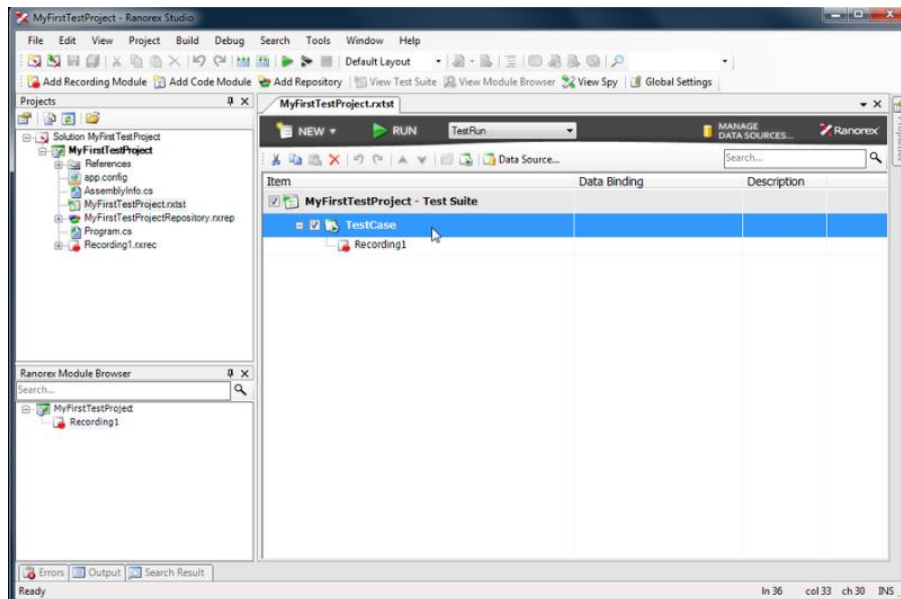 MyFirstTestProject - Ranorex Studio
File Edit View Project Build Debug Search Tools Window Help
Default Layout
Add Recording Module Add Code Module Add Repository View Test Suite View Module Browser View Spy Global Settings
Projects
Solution MyFirstTestProject
MyFirstTestProject
References
app.config
AssemblyInfo.cs
MyFirstTestProject.rxtst
MyFirstTestProjectRepository.rxrep
Program.cs
Recording1.rxrec
Ranorex Module Browser
Search...
MyFirstTestProject
Recording1
MyFirstTestProject.rxtst
NEW RUN TestRun MANAGE DATA SOURCES... Ranorex
Data Source... Search...
Item Data Binding Description
MyFirstTestProject - Test Suite
TestCase
Recording1
Errors Output Search Result
Ready ln 36 col 33 ch 30 INS